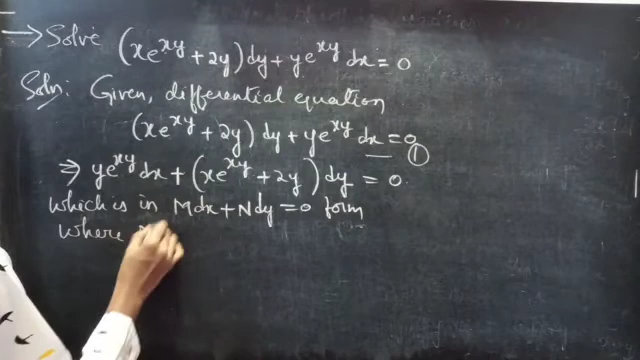 → Solve (xe^xy + 2y) dy + ye^xy dx = 0
Soln: Given, differential equation
(xe^xy + 2y) dy + ye^xy dx = 0 ①
⇒ ye^xy dx + (xe^xy + 2y) dy = 0
which is in Mdx + Ndy = 0 form
where